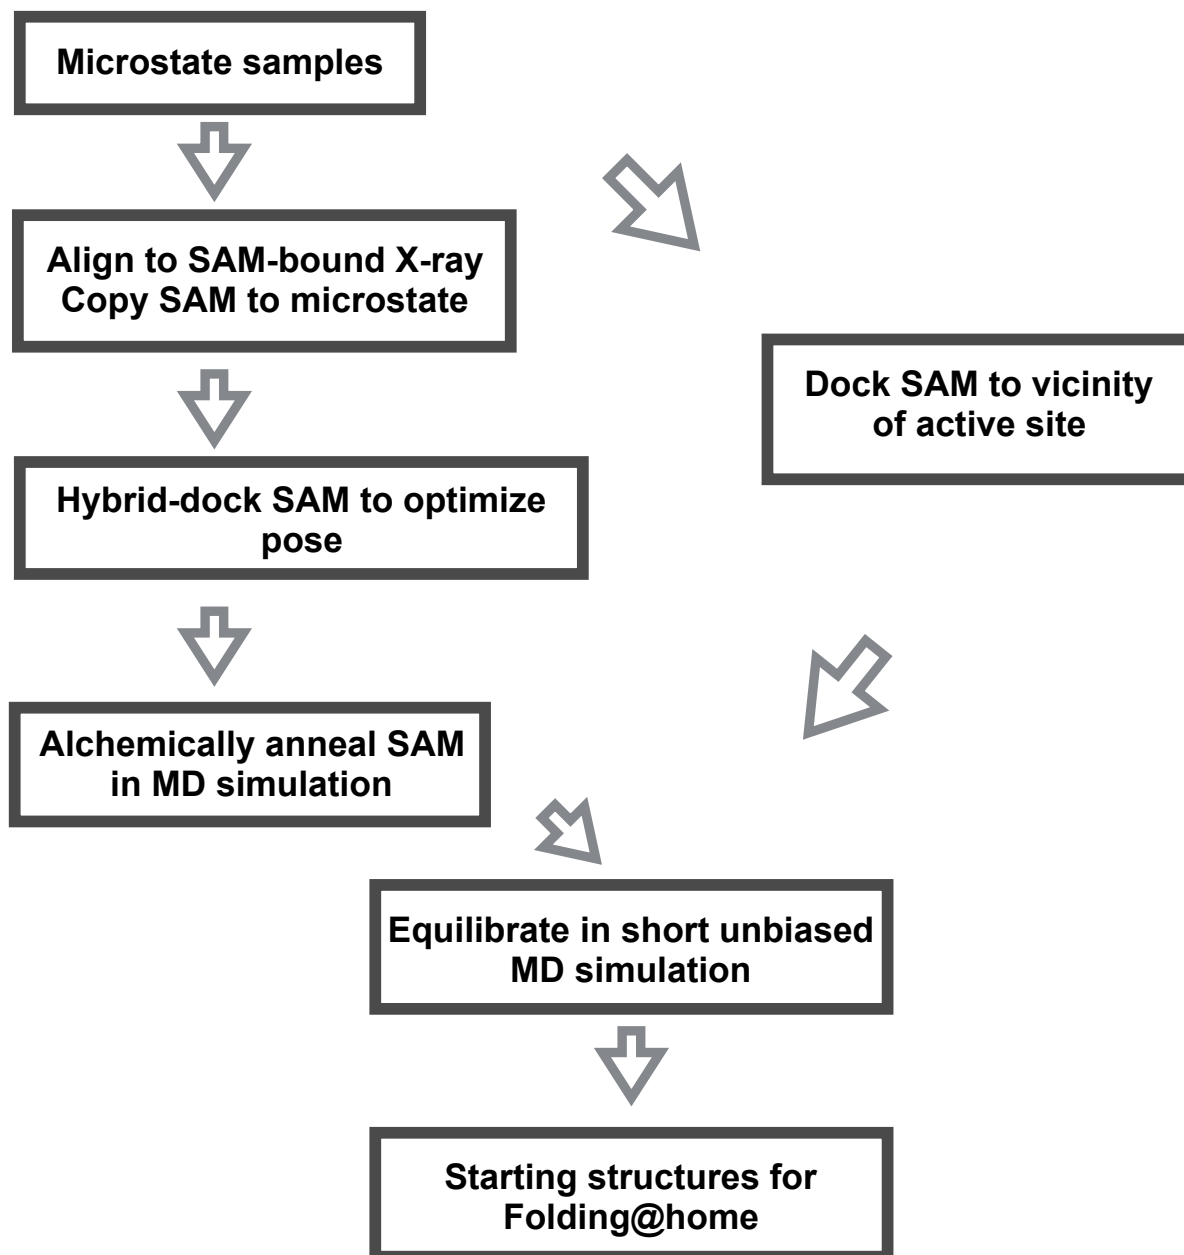 Microstate samples
Align to SAM-bound X-ray
Copy SAM to microstate
Dock SAM to vicinity
of active site
Hybrid-dock SAM to optimize
pose
Alchemically anneal SAM
in MD simulation
Equilibrate in short unbiased
MD simulation
Starting structures for
Folding@home